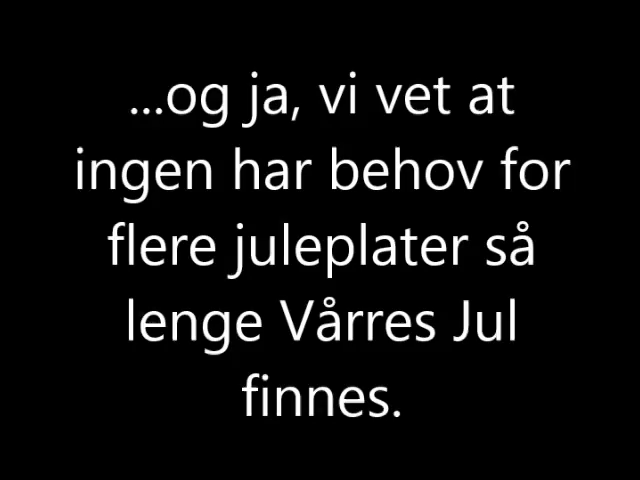 ...og ja, vi vet at
ingen har behov for
flere juleplater så
lenge Vårres Jul
finnes.